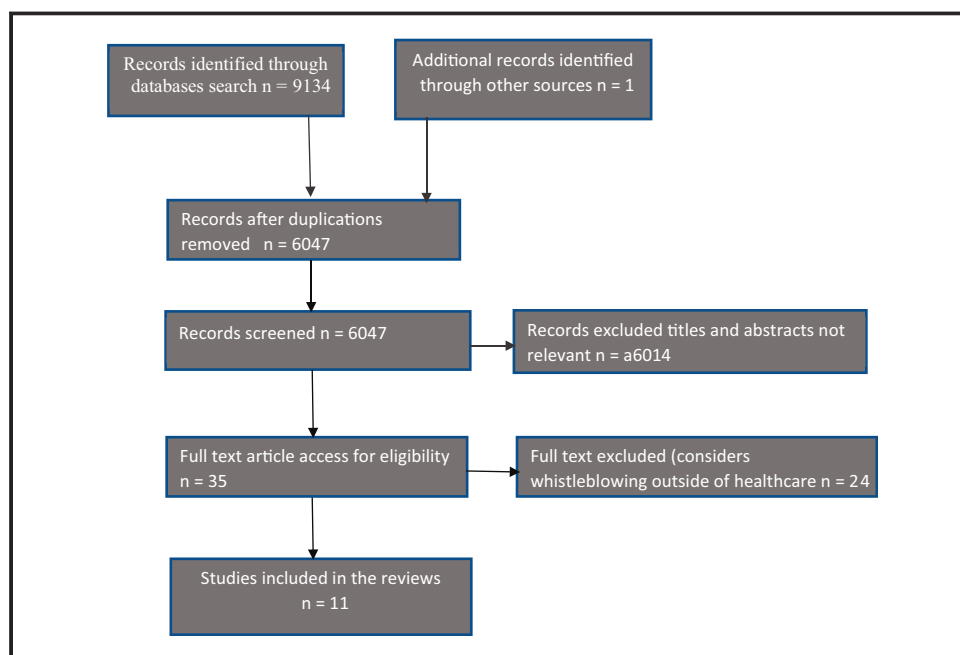 Records identified through
databases search n = 9134
Additional records identified
through other sources n = 1
Records after duplications
removed n = 6047
Records screened n = 6047
Records excluded titles and abstracts not
relevant n = a6014
Full text article access for eligibility
n = 35
Full text excluded (considers
whistleblowing outside of healthcare n = 24
Studies included in the reviews
n = 11